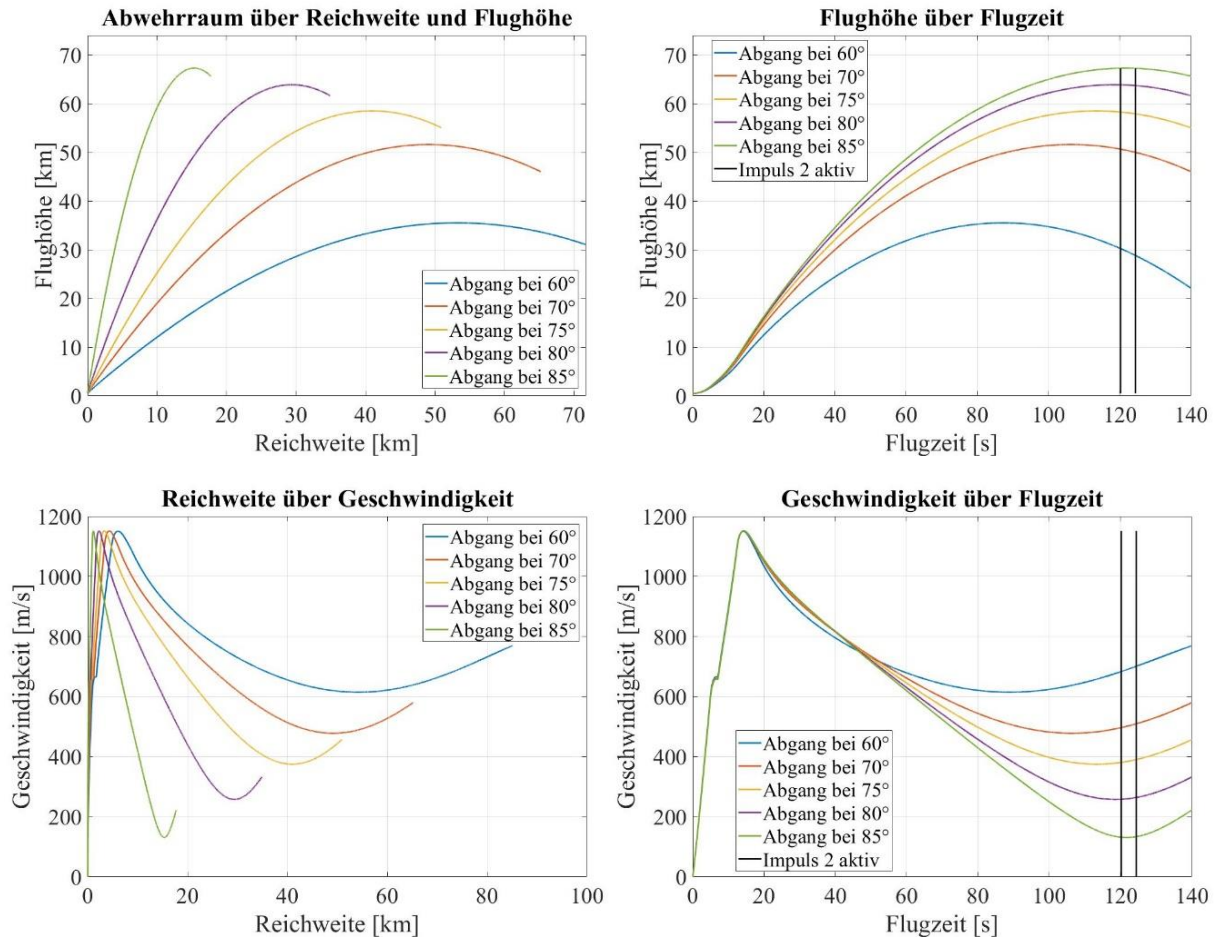 Abwehrraum über Reichweite und Flughöhe
Flughöhe [km]
70
60
50
40
30
20
10
0
Abgang bei 60°
Abgang bei 70°
Abgang bei 75°
Abgang bei 80°
Abgang bei 85°
0 10 20 30 40 50 60 70
Reichweite [km]
Flughöhe über Flugzeit
Flughöhe [km]
70
60
50
40
30
20
10
0
Abgang bei 60°
Abgang bei 70°
Abgang bei 75°
Abgang bei 80°
Abgang bei 85°
Impuls 2 aktiv
0 20 40 60 80 100 120 140
Flugzeit [s]
Reichweite über Geschwindigkeit
Geschwindigkeit [m/s]
1200
1000
800
600
400
200
0
Abgang bei 60°
Abgang bei 70°
Abgang bei 75°
Abgang bei 80°
Abgang bei 85°
0 20 40 60 80 100
Reichweite [km]
Geschwindigkeit über Flugzeit
Geschwindigkeit [m/s]
1200
1000
800
600
400
200
0
Abgang bei 60°
Abgang bei 70°
Abgang bei 75°
Abgang bei 80°
Abgang bei 85°
Impuls 2 aktiv
0 20 40 60 80 100 120 140
Flugzeit [s]